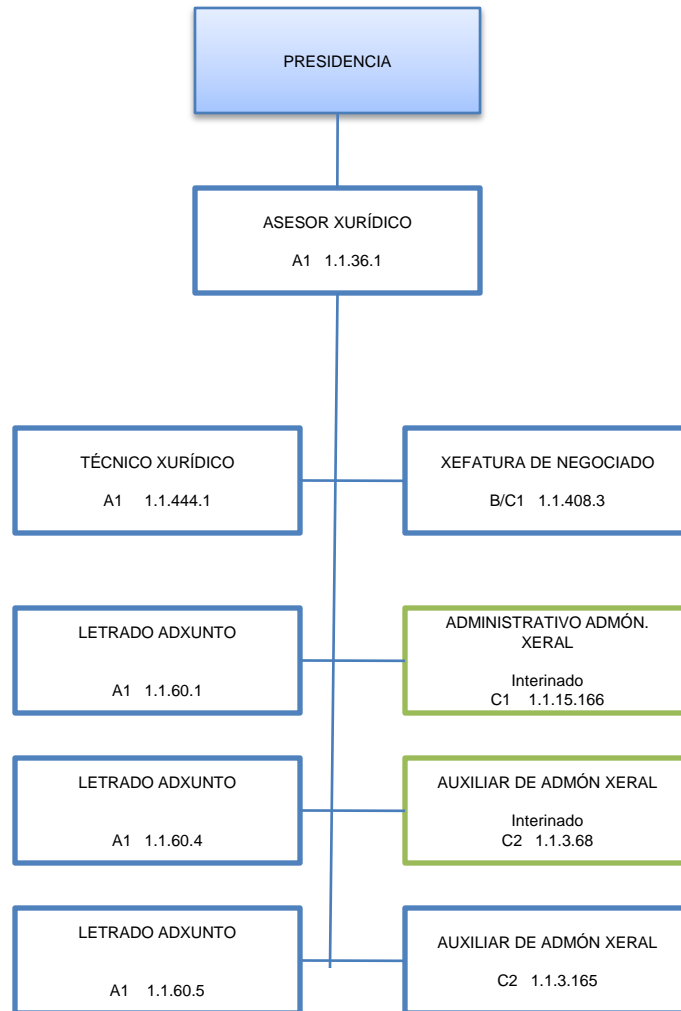 PRESIDENCIA
ASESOR XURÍDICO
A1 1.1.36.1
TÉCNICO XURÍDICO
A1 1.1.444.1
XEFATURA DE NEGOCIADO
B/C1 1.1.408.3
LETRADO ADXUNTO
A1 1.1.60.1
ADMINISTRATIVO ADMÓN.
XERAL
Interinado
C1 1.1.15.166
LETRADO ADXUNTO
A1 1.1.60.4
AUXILIAR DE ADMÓN XERAL
Interinado
C2 1.1.3.68
LETRADO ADXUNTO
A1 1.1.60.5
AUXILIAR DE ADMÓN XERAL
C2 1.1.3.165